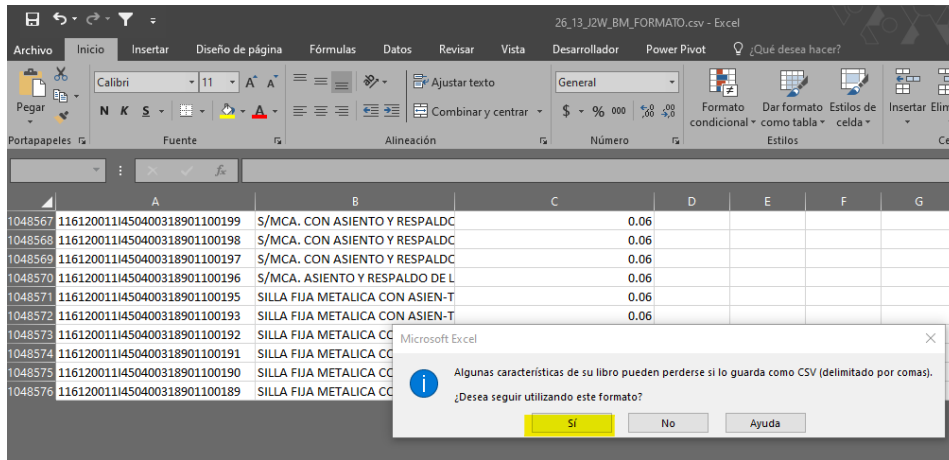 26_13_J2W_BM_FORMATO.csv - Excel
Archivo Inicio Insertar Diseño de página Fórmulas Datos Revisar Vista Desarrollador Power Pivot ¿Qué desea hacer?
Pegar
Calibri 11 A A
N K S A
Ajustar texto
Combinar y centrar
General
$ % 000
Formato condicional
Dar formato como tabla
Estilos de celda
Insertar
Portapapeles Fuente Alineación Número Estilos
fx
A B C D E F G
1048567 116120011I450400318901100199 S/MCA. CON ASIENTO Y RESPALDO 0.06
1048568 116120011I450400318901100198 S/MCA. CON ASIENTO Y RESPALDO 0.06
1048569 116120011I450400318901100197 S/MCA. CON ASIENTO Y RESPALDO 0.06
1048570 116120011I450400318901100196 S/MCA. ASIENTO Y RESPALDO DE L 0.06
1048571 116120011I450400318901100195 SILLA FIJA METALICA CON ASIEN-T 0.06
1048572 116120011I450400318901100193 SILLA FIJA METALICA CON ASIEN-T 0.06
1048573 116120011I450400318901100192 SILLA FIJA METALICA CO
1048574 116120011I450400318901100191 SILLA FIJA METALICA CO
1048575 116120011I450400318901100190 SILLA FIJA METALICA CO
1048576 116120011I450400318901100189 SILLA FIJA METALICA CO
Microsoft Excel
Algunas características de su libro pueden perderse si lo guarda como CSV (delimitado por comas).
¿Desea seguir utilizando este formato?
Sí No Ayuda